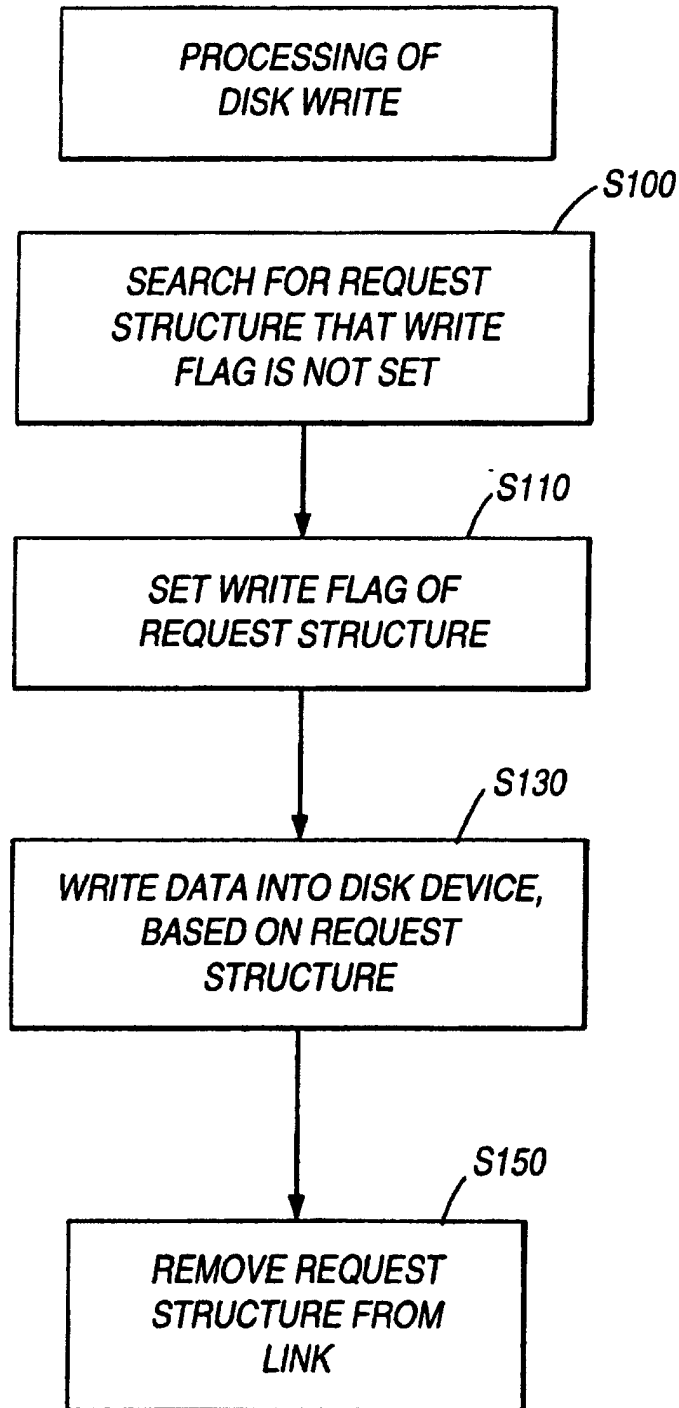 PROCESSING OF
DISK WRITE
S100
SEARCH FOR REQUEST
STRUCTURE THAT WRITE
FLAG IS NOT SET
S110
SET WRITE FLAG OF
REQUEST STRUCTURE
S130
WRITE DATA INTO DISK DEVICE,
BASED ON REQUEST
STRUCTURE
S150
REMOVE REQUEST
STRUCTURE FROM
LINK